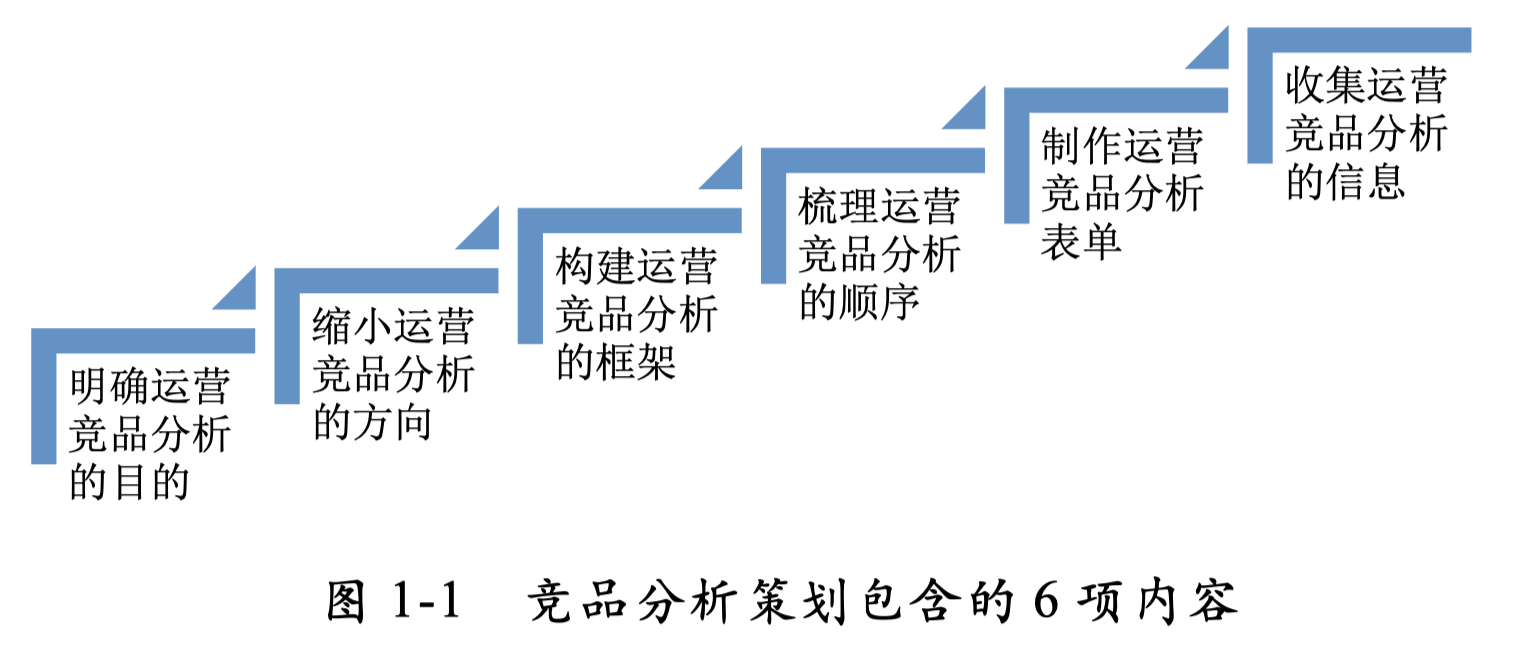 明确运营
竞品分析
的目的
缩小运营
竞品分析
的方向
构建运营
竞品分析
的框架
梳理运营
竞品分析
的顺序
制作运营
竞品分析
表单
收集运营
竞品分析
的信息
图 1-1 竞品分析策划包含的 6 项内容